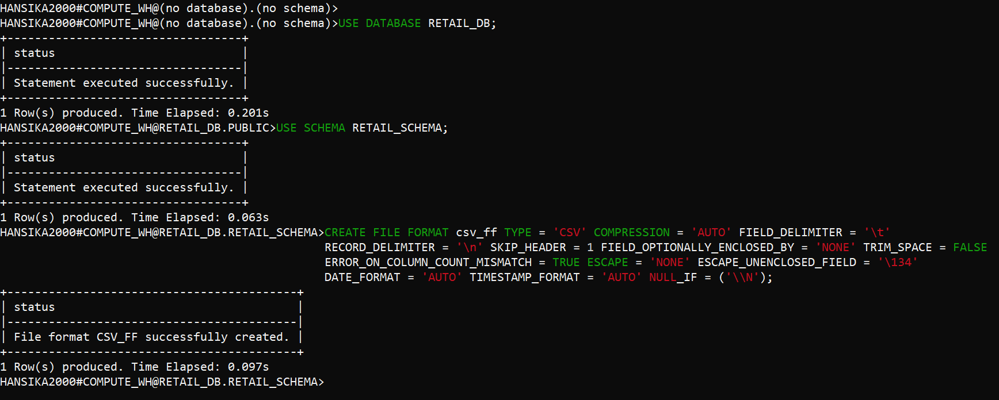 HANSIKA2000#COMPUTE_WH@(no database).(no schema)>
HANSIKA2000#COMPUTE_WH@(no database).(no schema)>USE DATABASE RETAIL_DB;
+----------------------------------+
| status                           |
|----------------------------------|
| Statement executed successfully. |
+----------------------------------+
1 Row(s) produced. Time Elapsed: 0.201s
HANSIKA2000#COMPUTE_WH@RETAIL_DB.PUBLIC>USE SCHEMA RETAIL_SCHEMA;
+----------------------------------+
| status                           |
|----------------------------------|
| Statement executed successfully. |
+----------------------------------+
1 Row(s) produced. Time Elapsed: 0.063s
HANSIKA2000#COMPUTE_WH@RETAIL_DB.RETAIL_SCHEMA>CREATE FILE FORMAT csv_ff TYPE = 'CSV' COMPRESSION = 'AUTO' FIELD_DELIMITER = '\t'
                                               RECORD_DELIMITER = '\n' SKIP_HEADER = 1 FIELD_OPTIONALLY_ENCLOSED_BY = 'NONE' TRIM_SPACE = FALSE
                                               ERROR_ON_COLUMN_COUNT_MISMATCH = TRUE ESCAPE = 'NONE' ESCAPE_UNENCLOSED_FIELD = '\134'
                                               DATE_FORMAT = 'AUTO' TIMESTAMP_FORMAT = 'AUTO' NULL_IF = ('\\N');
+------------------------------------------+
| status                                   |
|------------------------------------------|
| File format CSV_FF successfully created. |
+------------------------------------------+
1 Row(s) produced. Time Elapsed: 0.097s
HANSIKA2000#COMPUTE_WH@RETAIL_DB.RETAIL_SCHEMA>